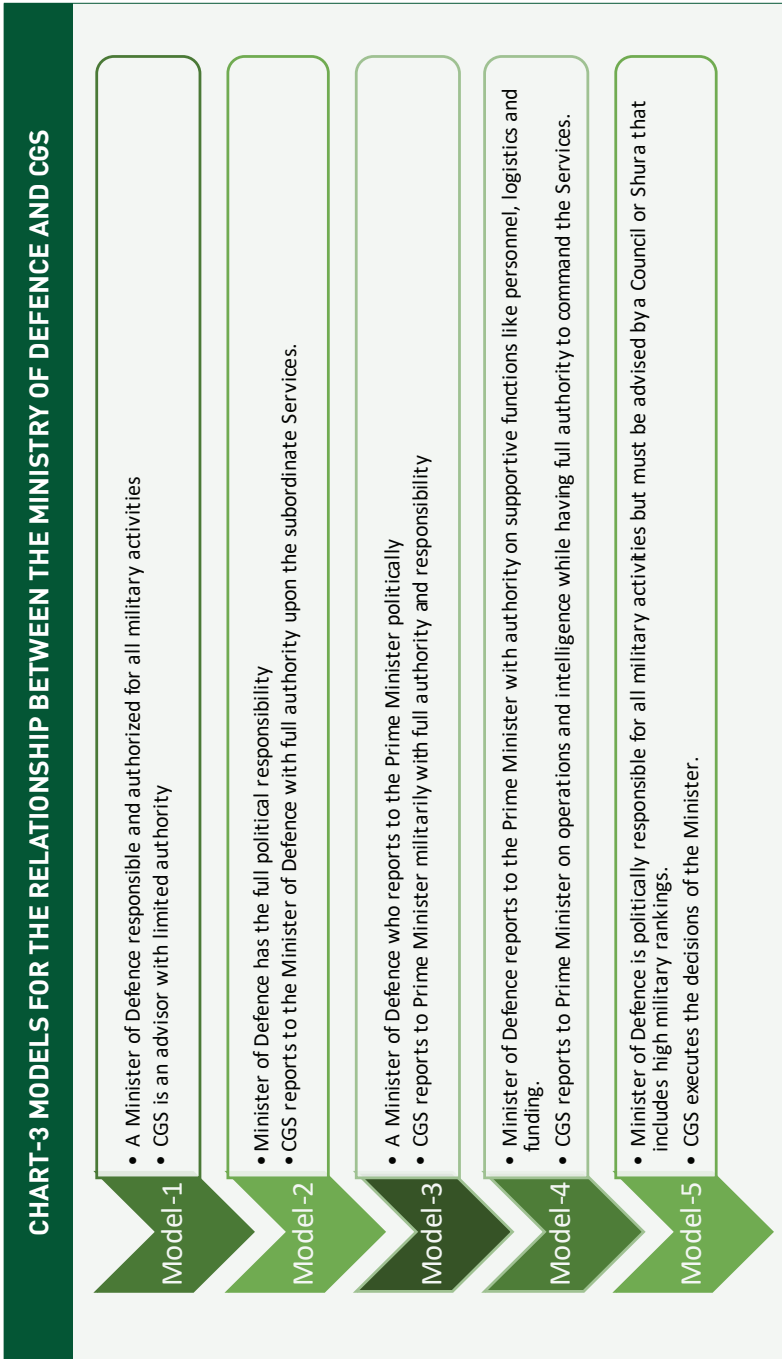 CHART-3 MODELS FOR THE RELATIONSHIP BETWEEN THE MINISTRY OF DEFENCE AND CGS
Model-1
• A Minister of Defence responsible and authorized for all military activities
• CGS is an advisor with limited authority
Model-2
• Minister of Defence has the full political responsibility
• CGS reports to the Minister of Defence with full authority upon the subordinate Services.
Model-3
• A Minister of Defence who reports to the Prime Minister politically
• CGS reports to Prime Minister militarily with full authority and responsibility
Model-4
• Minister of Defence reports to the Prime Minister with authority on supportive functions like personnel, logistics and
funding.
• CGS reports to Prime Minister on operations and intelligence while having full authority to command the Services.
Model-5
• Minister of Defence is politically responsible for all military activities but must be advised by a Council or Shura that
includes high military rankings.
• CGS executes the decisions of the Minister.